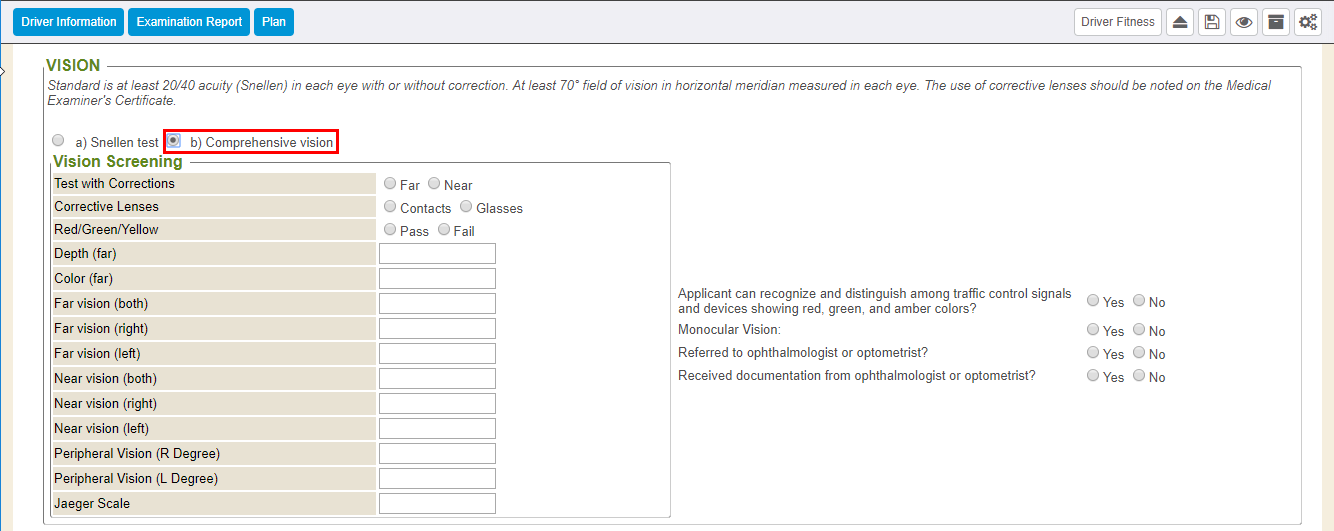 Driver Information Examination Report Plan Driver Fitness
VISION
Standard is at least 20/40 acuity (Snellen) in each eye with or without correction. At least 70° field of vision in horizontal meridian measured in each eye. The use of corrective lenses should be noted on the Medical
Examiner's Certificate.
a) Snellen test b) Comprehensive vision
Vision Screening
Test with Corrections Far Near
Corrective Lenses Contacts Glasses
Red/Green/Yellow Pass Fail
Depth (far)
Color (far)
Far vision (both)
Far vision (right)
Far vision (left)
Near vision (both)
Near vision (right)
Near vision (left)
Peripheral Vision (R Degree)
Peripheral Vision (L Degree)
Jaeger Scale
Applicant can recognize and distinguish among traffic control signals
and devices showing red, green, and amber colors? Yes No
Monocular Vision: Yes No
Referred to ophthalmologist or optometrist? Yes No
Received documentation from ophthalmologist or optometrist? Yes No